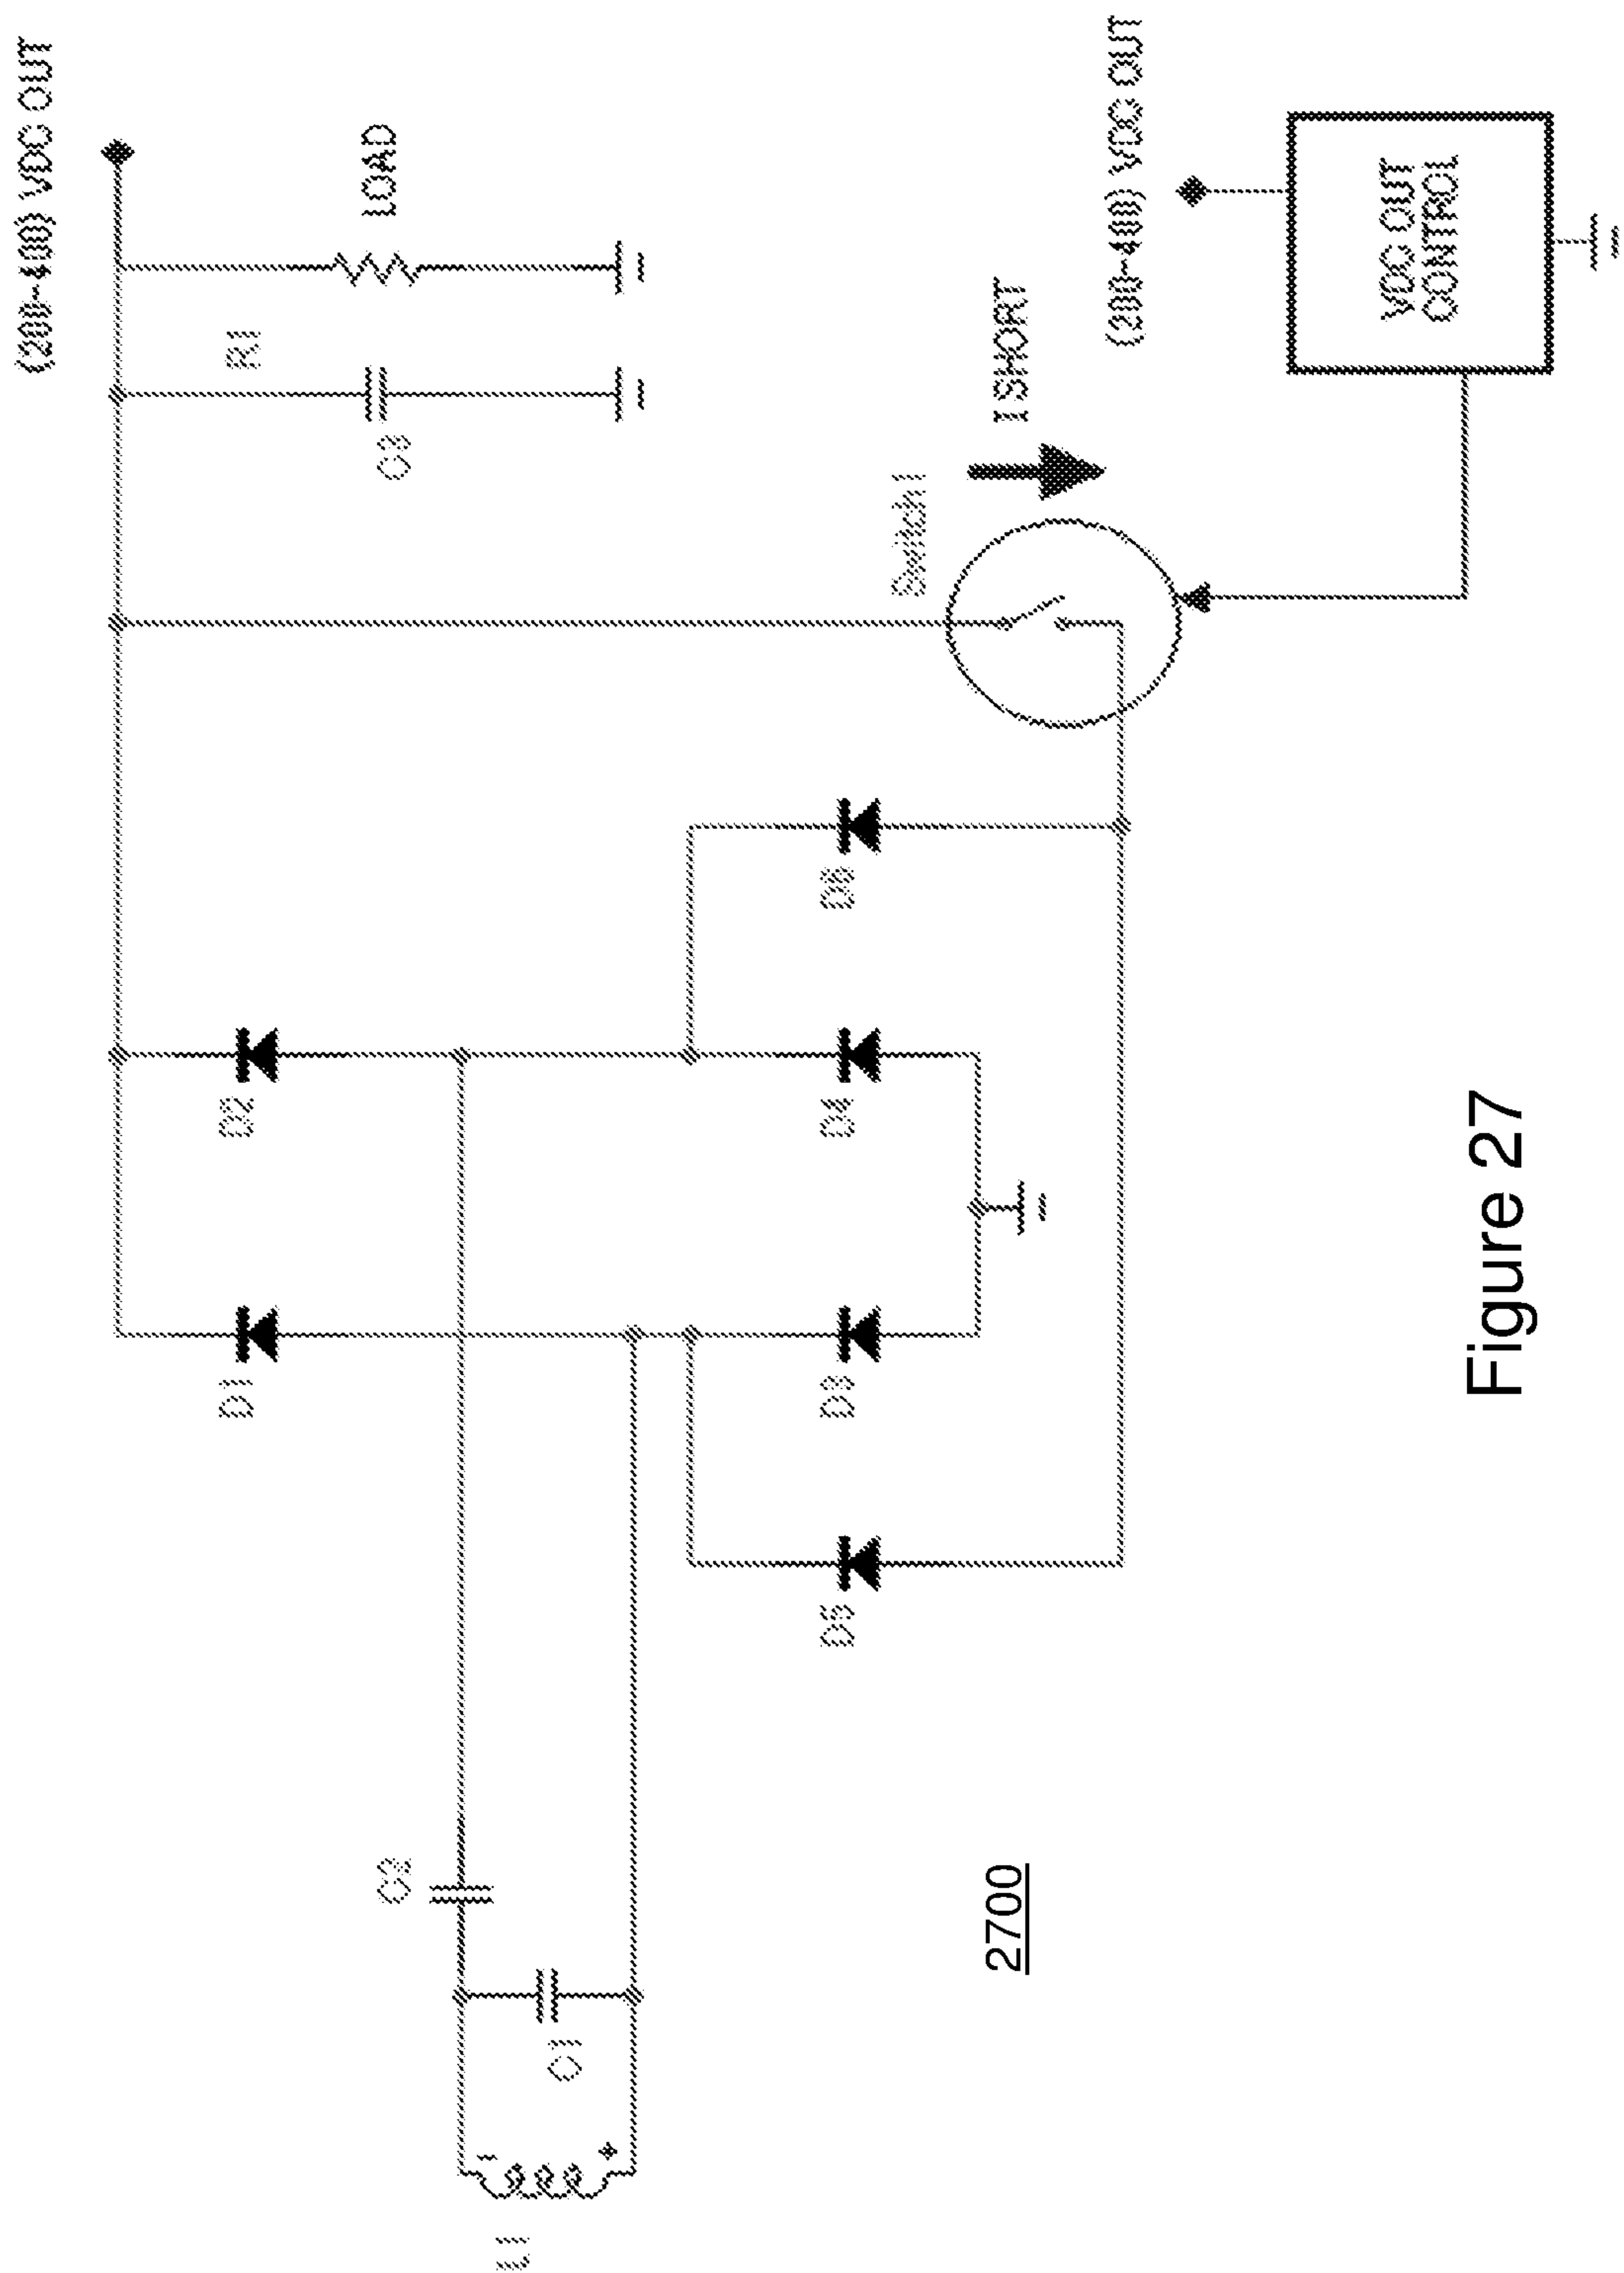 (200~400) VDC OUT
D1
D2
R1
LOAD
C2
C3
L1
-
+
C1
D5
D3
D4
D6
Switch1
I SHORT
(200~400) VDC OUT
VDC OUT
CONTROL
2700
Figure 27